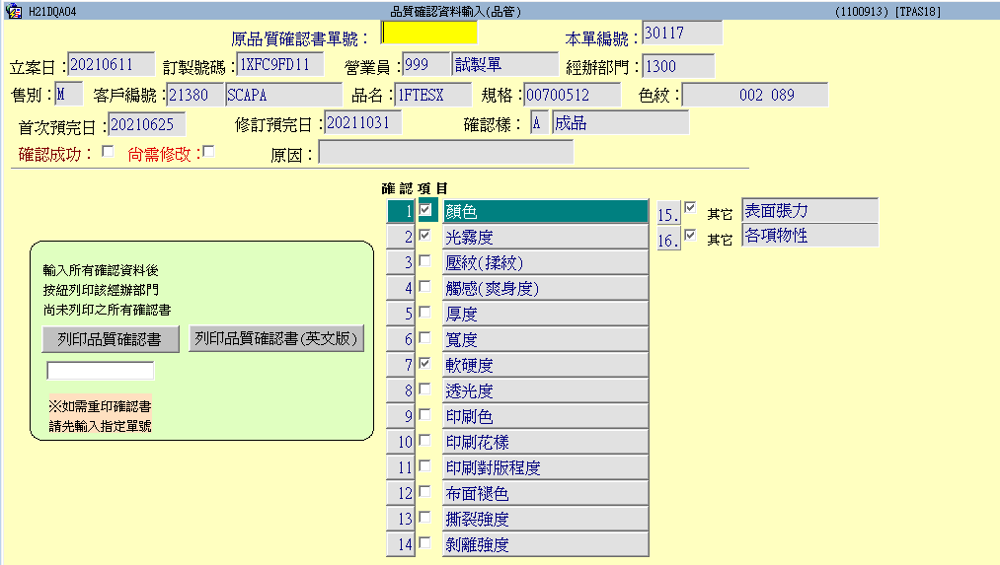 H21DQA04 品質確認資料輸入(品管) (1100913) [TPAS18]
原品質確認書單號： 本單編號：30117
立案日：20210611 訂製號碼：1XFC9FD11 營業員：999 試製單 經辦部門：1300
售別：M 客戶編號：21380 SCAPA 品名：1FTESX 規格：00700512 色紋： 002 089
首次預完日：20210625 修訂預完日：20211031 確認樣： A 成品
確認成功： 尚需修改： 原因：
確認項目
1 顏色
2 光霧度
3 壓紋(揉紋)
4 觸感(爽身度)
5 厚度
6 寬度
7 軟硬度
8 透光度
9 印刷色
10 印刷花樣
11 印刷對版程度
12 布面褪色
13 撕裂強度
14 剝離強度
15. 其它 表面張力
16. 其它 各項物性
輸入所有確認資料後
按紐列印該經辦部門
尚未列印之所有確認書
列印品質確認書 列印品質確認書(英文版)
※如需重印確認書
請先輸入指定單號